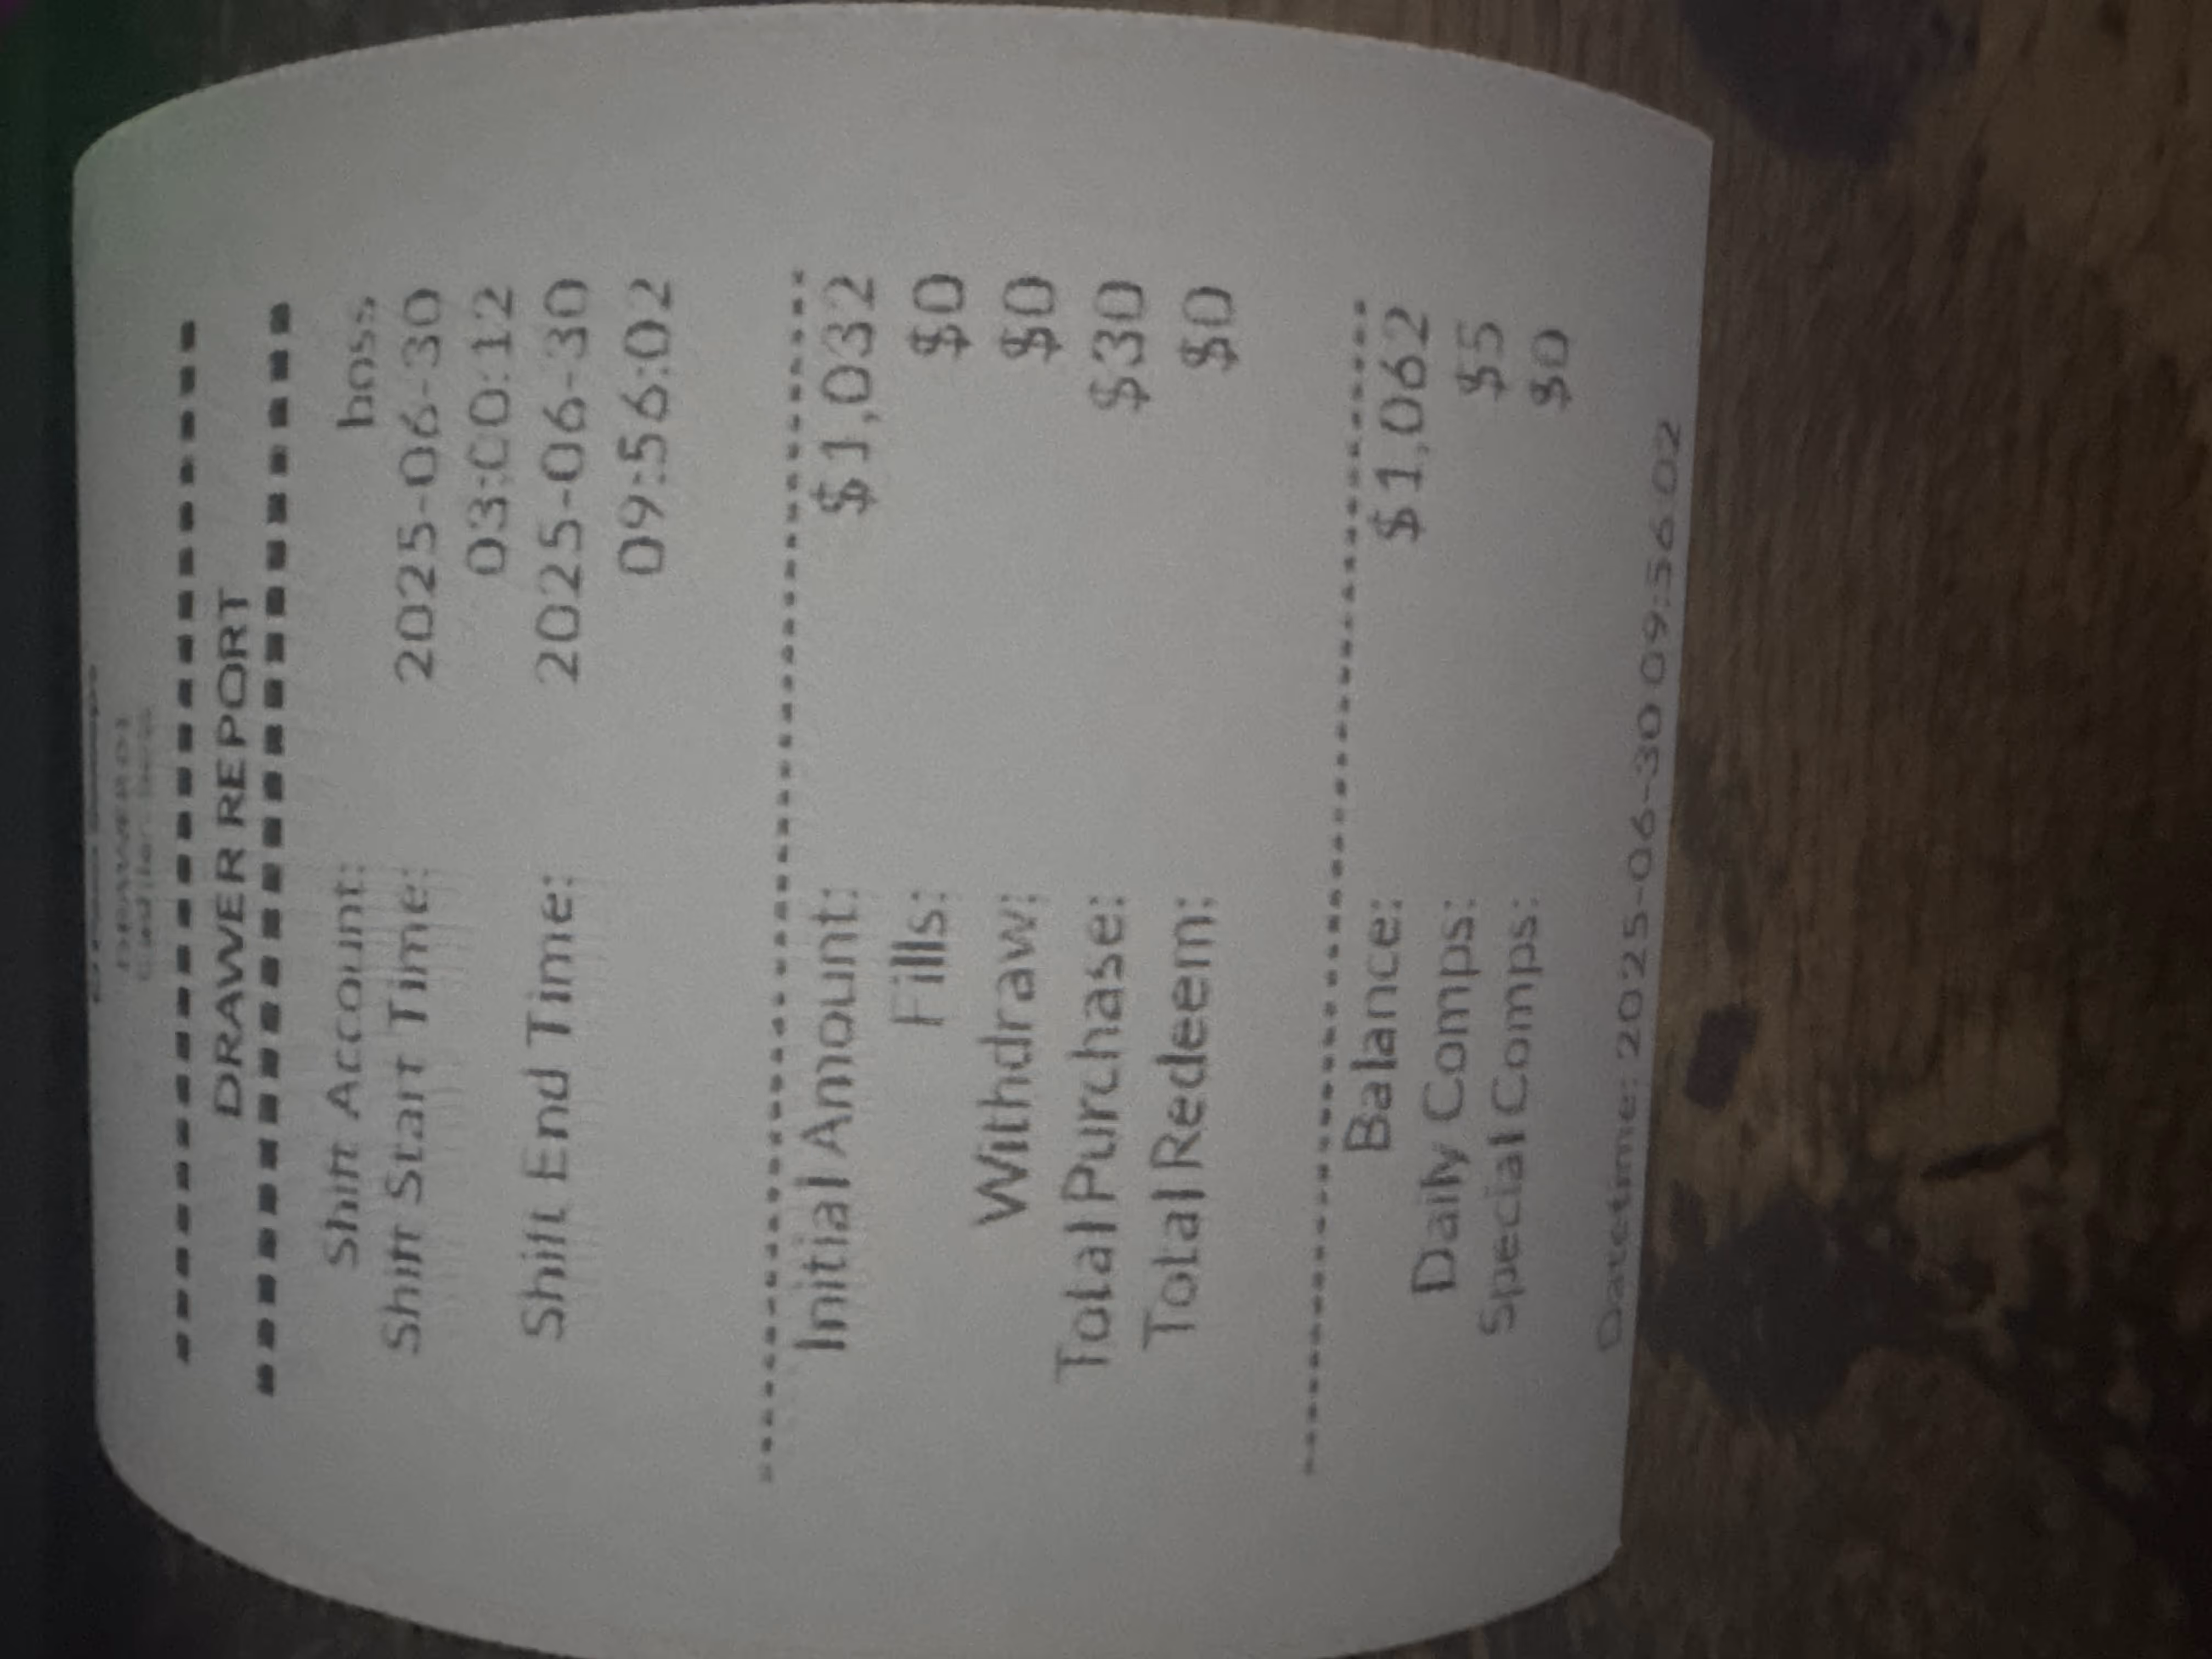 DRAWER REPORT
Shift Account: boss
Shift Start Time: 2025-06-30
03:00:12
Shift End Time: 2025-06-30
09:56:02
Initial Amount: $1,032
Fills: $0
Withdraw: $0
Total Purchase: $30
Total Redeem: $0
Balance: $1,062
Daily Comps: $5
Special Comps: $0
Datetime: 2025-06-30 09:56:02